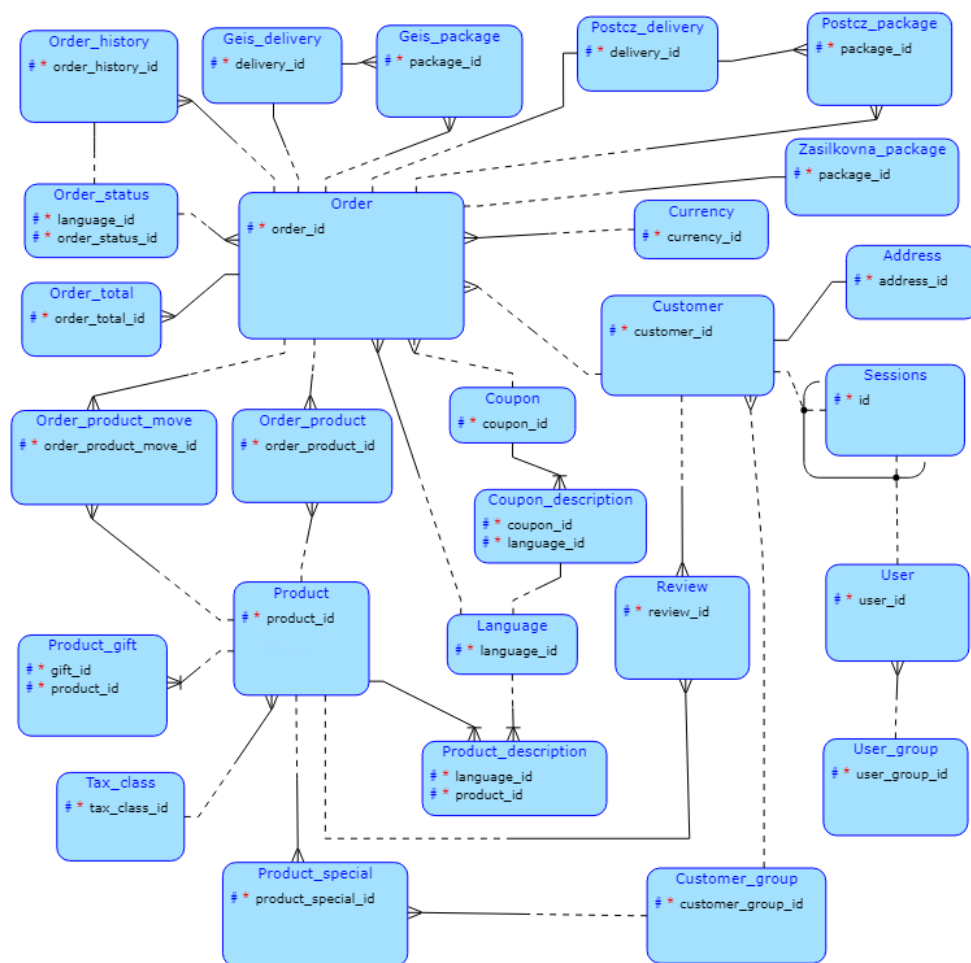 Order_history
# * order_history_id
Geis_delivery
# * delivery_id
Geis_package
# * package_id
Postcz_delivery
# * delivery_id
Postcz_package
# * package_id
Zasilkovna_package
# * package_id
Order_status
# * language_id
# * order_status_id
Order
# * order_id
Currency
# * currency_id
Address
# * address_id
Order_total
# * order_total_id
Customer
# * customer_id
Sessions
# * id
Order_product_move
# * order_product_move_id
Order_product
# * order_product_id
Coupon
# * coupon_id
Coupon_description
# * coupon_id
# * language_id
Product
# * product_id
Language
# * language_id
Review
# * review_id
User
# * user_id
Product_gift
# * gift_id
# * product_id
Product_description
# * language_id
# * product_id
User_group
# * user_group_id
Tax_class
# * tax_class_id
Product_special
# * product_special_id
Customer_group
# * customer_group_id